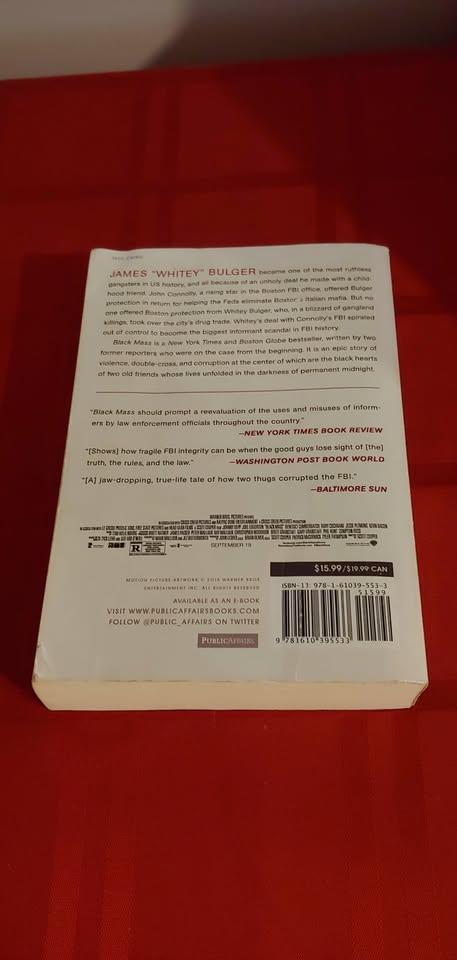 TRUE CRIME
JAMES "WHITEY" BULGER became one of the most ruthless
gangsters in US history, and all because of an unholy deal he made with a child-
hood friend. John Connolly, a rising star in the Boston FBI office, offered Bulger
protection in return for helping the Feds eliminate Boston's Italian mafia. But no
one offered Boston protection from Whitey Bulger, who, in a blizzard of gangland
killings, took over the city's drug trade. Whitey's deal with Connolly's FBI spiraled
out of control to become the biggest informant scandal in FBI history.
Black Mass is a New York Times and Boston Globe bestseller, written by two
former reporters who were on the case from the beginning. It is an epic story of
violence, double-cross, and corruption at the center of which are the black hearts
of two old friends whose lives unfolded in the darkness of permanent midnight.
"Black Mass should prompt a reevaluation of the uses and misuses of inform-
ers by law enforcement officials throughout the country."
—NEW YORK TIMES BOOK REVIEW
"[Shows] how fragile FBI integrity can be when the good guys lose sight of [the]
truth, the rules, and the law." —WASHINGTON POST BOOK WORLD
"[A] jaw-dropping, true-life tale of how two thugs corrupted the FBI."
—BALTIMORE SUN
WARNER BROS. PICTURES PRESENTS
R SEPTEMBER 18
$15.99/$19.99 CAN
MOTION PICTURE ARTWORK © 2015 WARNER BROS.
ENTERTAINMENT INC. ALL RIGHTS RESERVED
AVAILABLE AS AN E-BOOK
VISIT WWW.PUBLICAFFAIRSBOOKS.COM
FOLLOW @PUBLIC_AFFAIRS ON TWITTER
PUBLICAFFAIRS
ISBN-13: 978-1-61039-553-3
51599
9 781610 395533